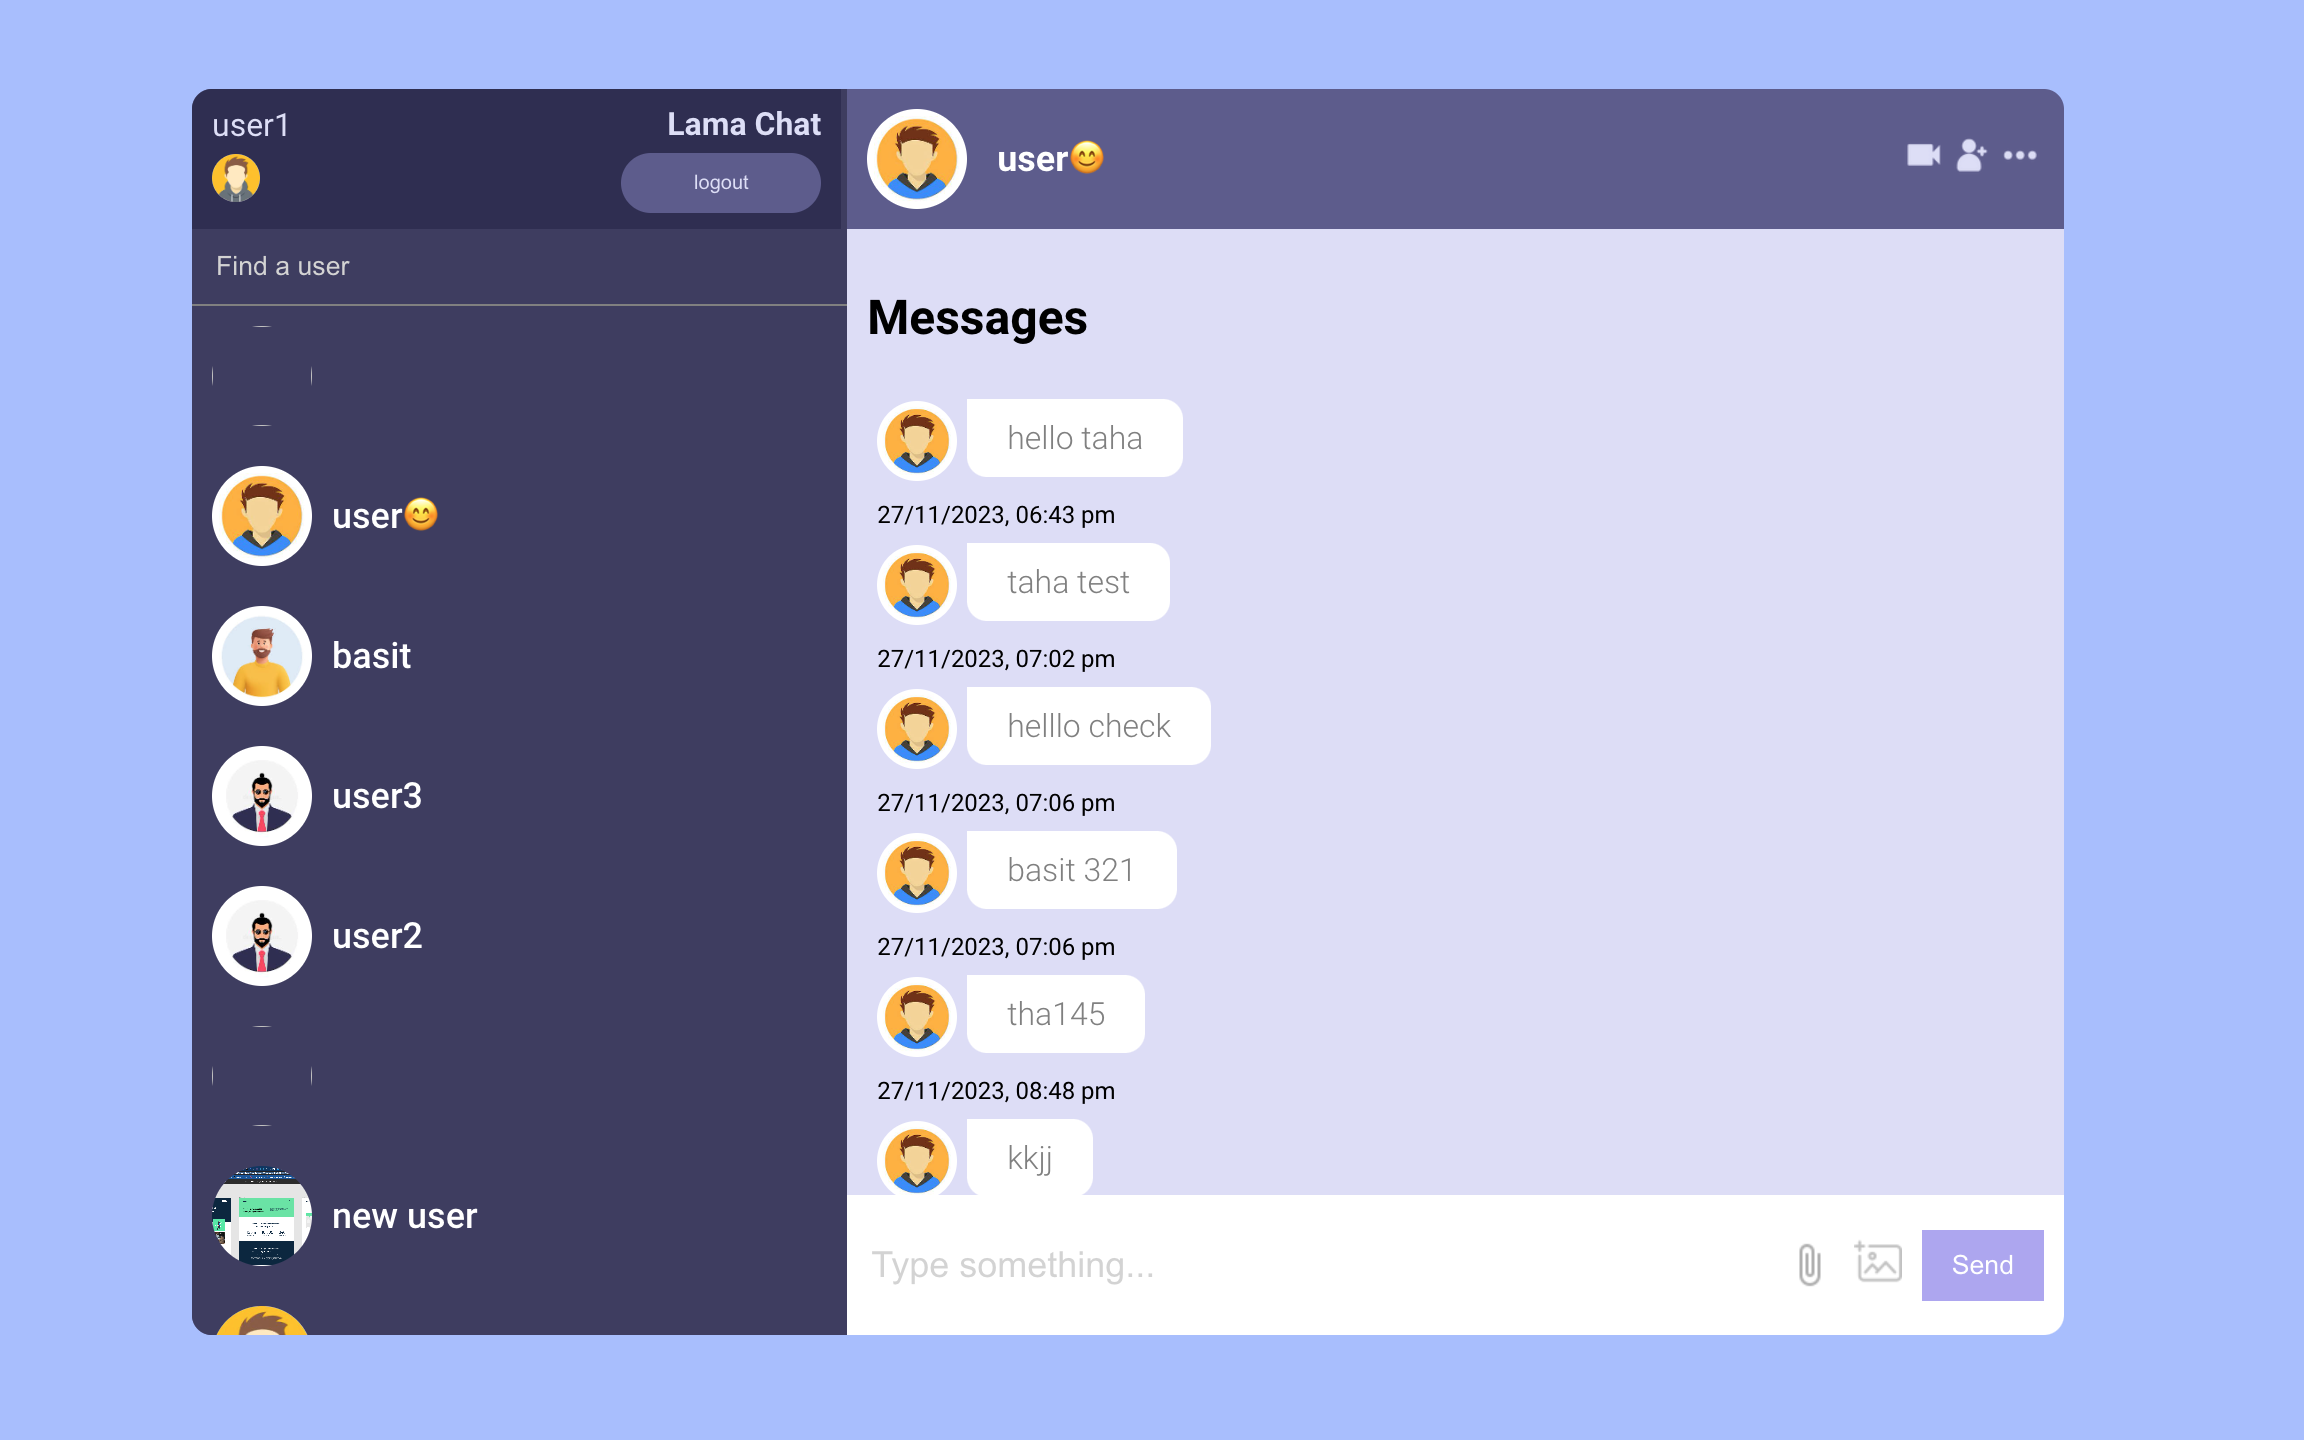 user1
Lama Chat
logout
Find a user
user😊
basit
user3
user2
new user
user😊
Messages
hello taha
27/11/2023, 06:43 pm
taha test
27/11/2023, 07:02 pm
helllo check
27/11/2023, 07:06 pm
basit 321
27/11/2023, 07:06 pm
tha145
27/11/2023, 08:48 pm
kkjj
Type something...
Send